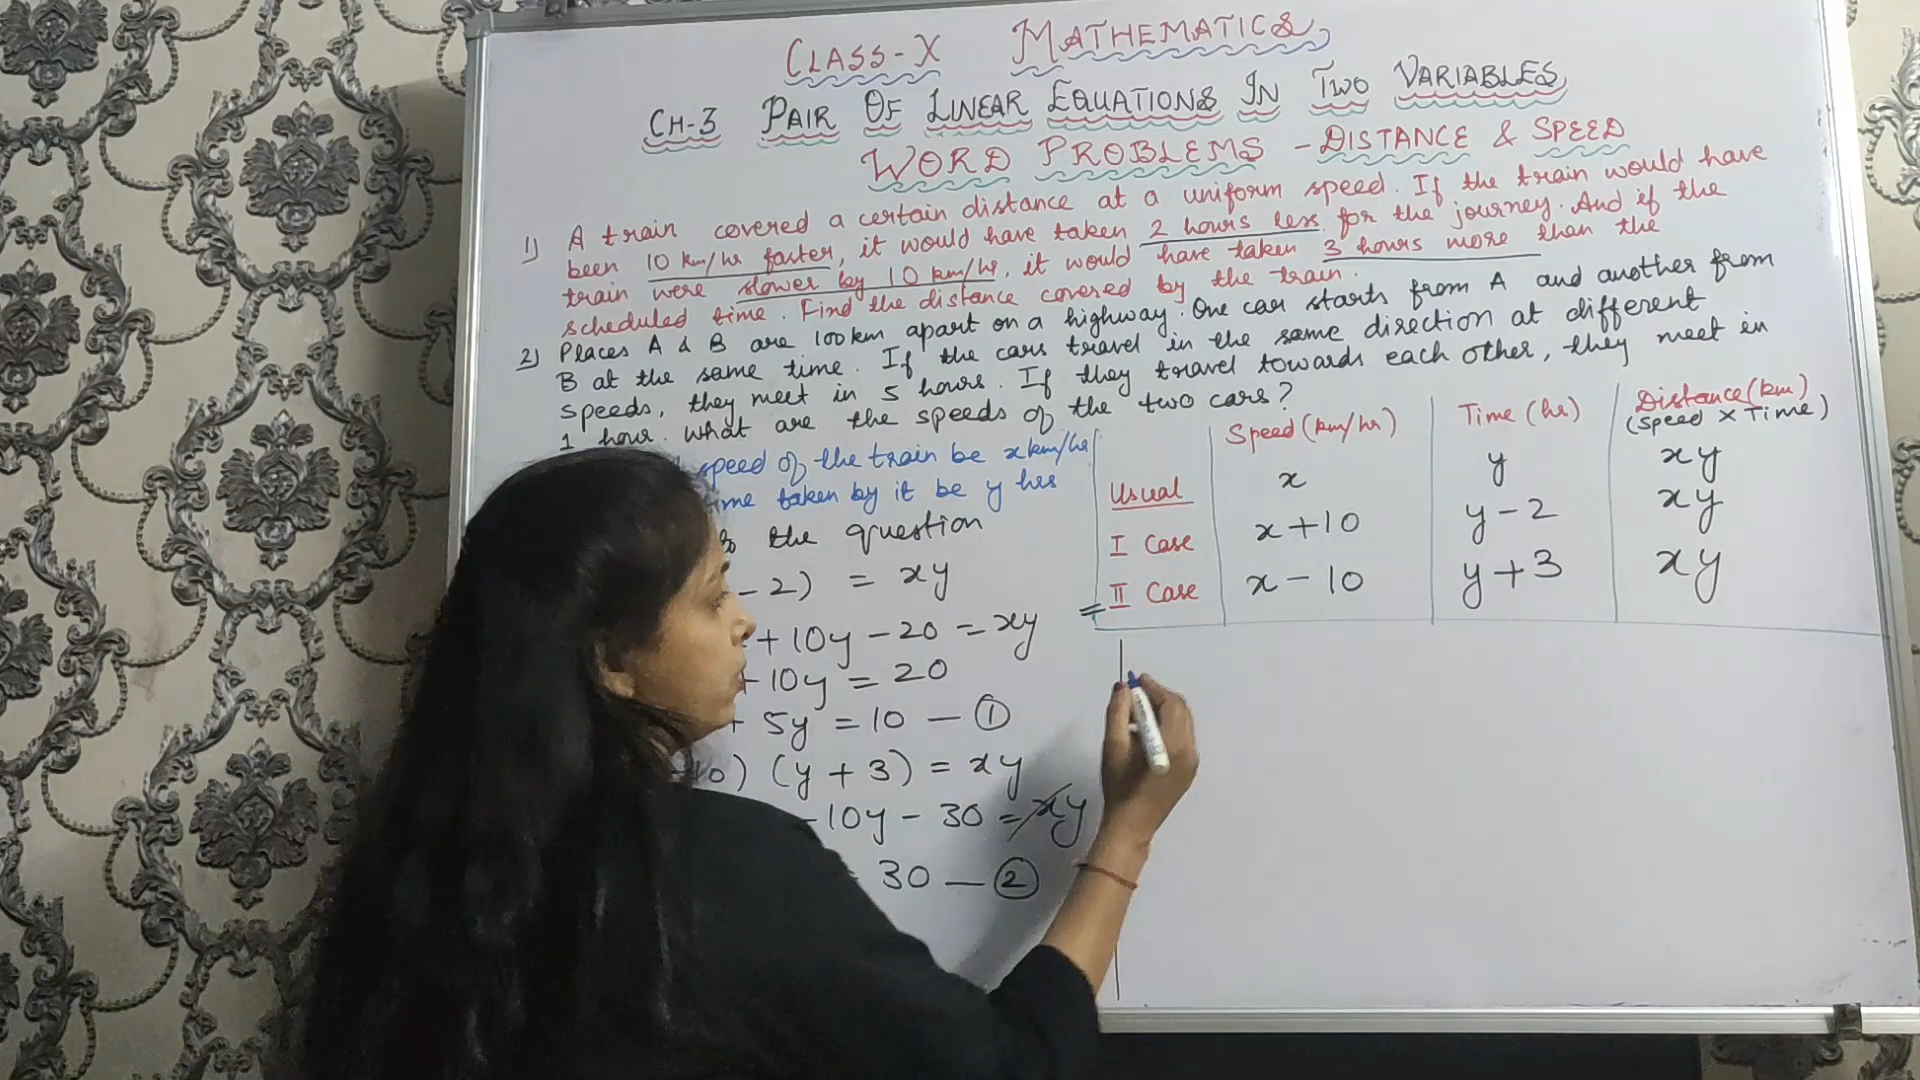 CLASS-X MATHEMATICS
CH-3 PAIR OF LINEAR EQUATIONS IN TWO VARIABLES
WORD PROBLEMS - DISTANCE & SPEED
1) A train covered a certain distance at a uniform speed. If the train would have
been 10 km/hr faster, it would have taken 2 hours less for the journey. And if the
train were slower by 10 km/hr, it would have taken 3 hours more than the
scheduled time. Find the distance covered by the train.
2) Places A & B are 100km apart on a highway. One car starts from A and another from
B at the same time. If the cars travel in the same direction at different
speeds, they meet in 5 hours. If they travel towards each other, they meet in
1 hour. What are the speeds of the two cars?
speed of the train be x km/hr
taken by it be y hrs
the question
- 2) = xy
+ 10y - 20 = xy
+ 10y = 20
+ 5y = 10 — ①
10) (y + 3) = xy
- 10y - 30 = xy
30 — ②
Speed (km/hr) Time (hr) Distance (km)
(Speed × Time)
Usual x y xy
I Case x + 10 y - 2 xy
II Case x - 10 y + 3 xy